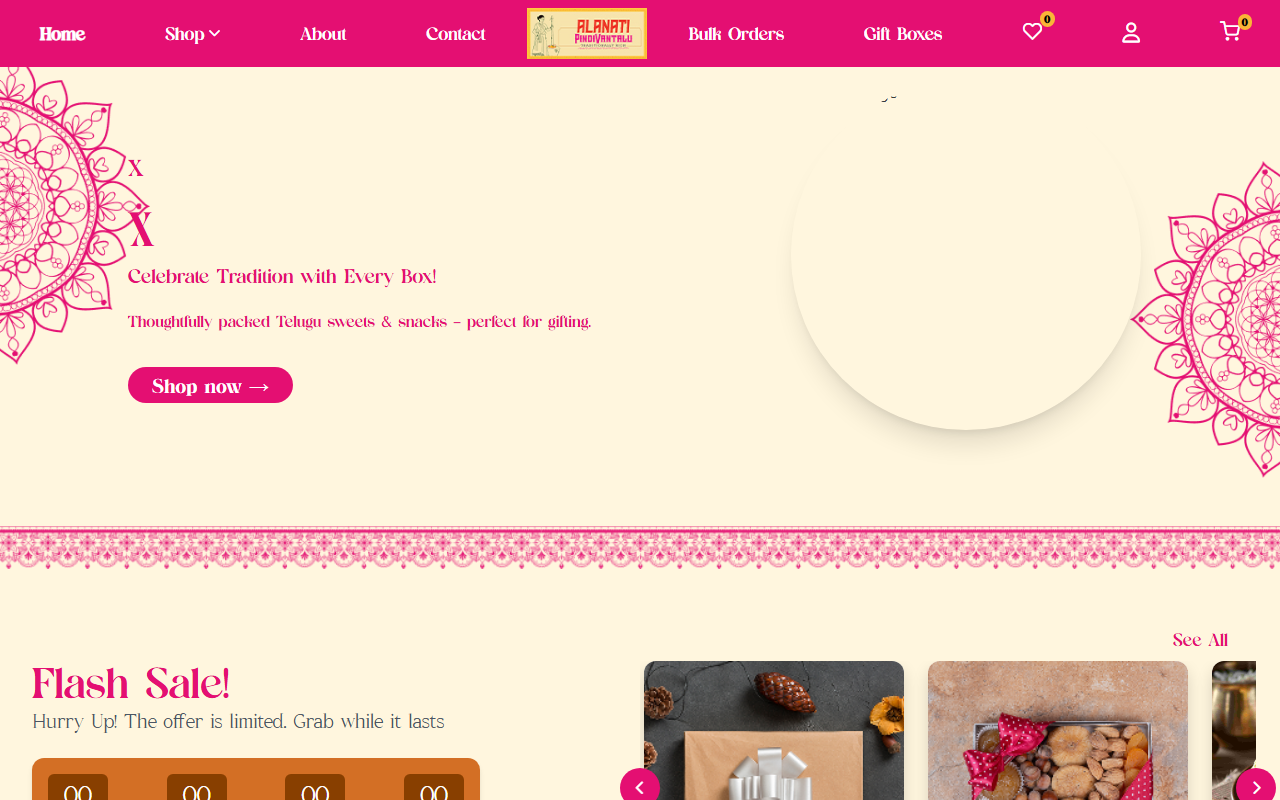 Home Shop About Contact ALANATI PINDIVANTALU TRADITIONALLY RICH Bulk Orders Gift Boxes 0 0
X
X
Celebrate Tradition with Every Box!
Thoughtfully packed Telugu sweets & snacks – perfect for gifting.
Shop now →
See All
Flash Sale!
Hurry Up! The offer is limited. Grab while it lasts
00 00 00 00